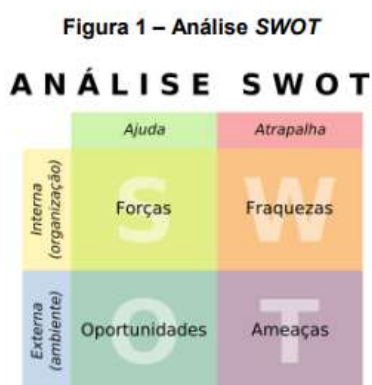 Figura 1 – Análise SWOT
ANÁLISE SWOT
Ajuda
Atrapalha
Interna
(organização)
S
Forças
W
Fraquezas
Externa
(ambiente)
O
Oportunidades
T
Ameaças